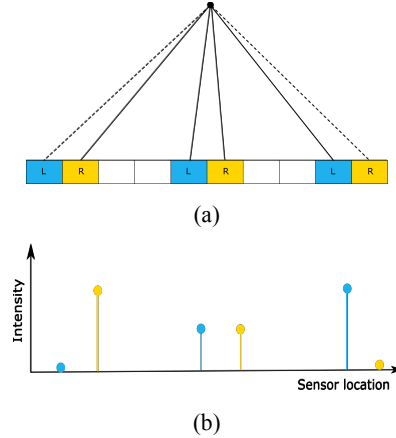 L R L R L R
(a)
Intensity
Sensor location
(b)